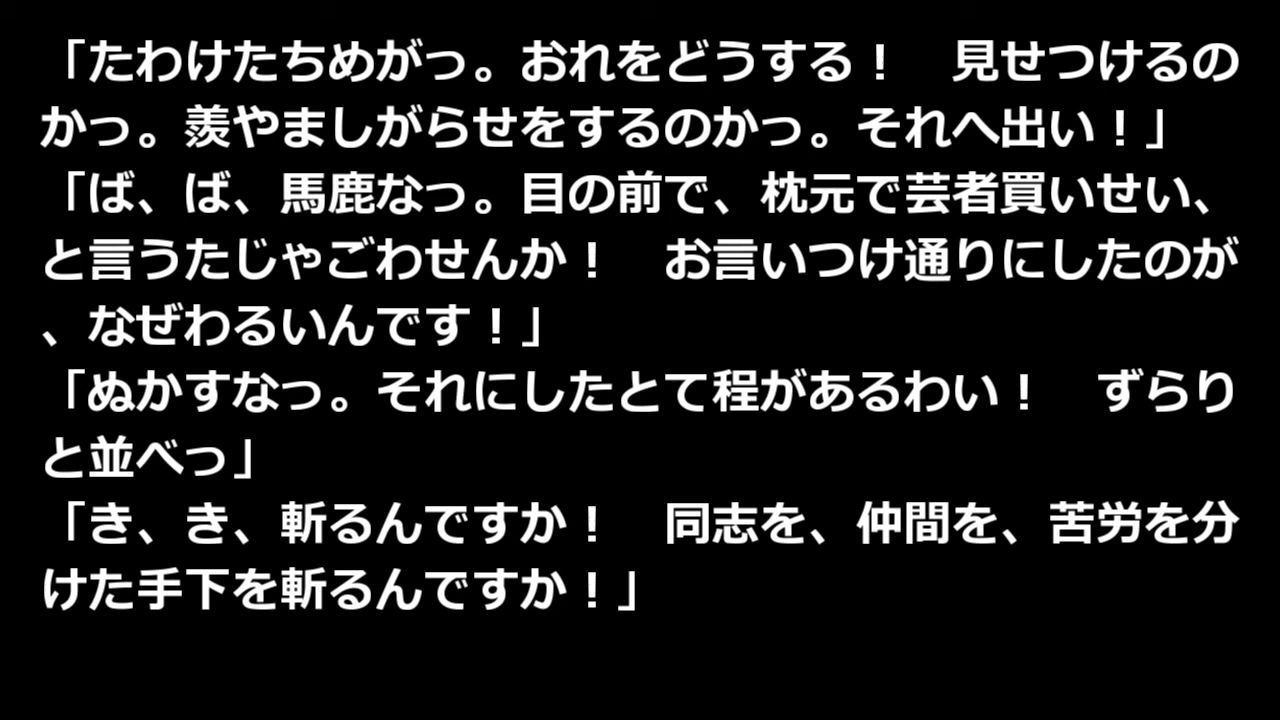 「たわけたちめがっ。おれをどうする！　見せつけるの
かっ。羨やましがらせをするのかっ。それへ出い！」
「ば、ば、馬鹿なっ。目の前で、枕元で芸者買いせい、
と言うたじゃごわせんか！　お言いつけ通りにしたのが
、なぜわるいんです！」
「ぬかすなっ。それにしたとて程があるわい！　ずらり
と並べっ」
「き、き、斬るんですか！　同志を、仲間を、苦労を分
けた手下を斬るんですか！」